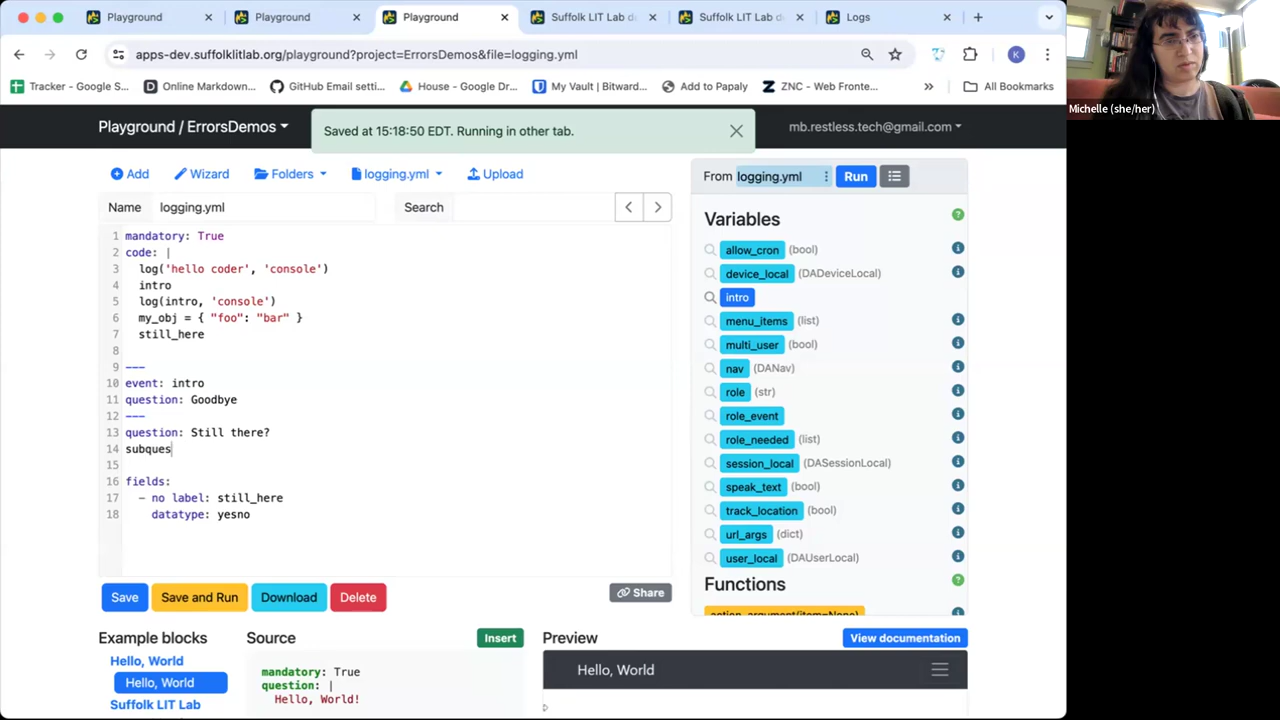 Playground
Playground
Playground
Suffolk LIT Lab d
Suffolk LIT Lab d
Logs
apps-dev.suffolklitlab.org/playground?project=ErrorsDemos&file=logging.yml
K
Tracker - Google S...
Online Markdown...
GitHub Email setti...
House - Google Dr...
My Vault | Bitward...
Add to Papaly
ZNC - Web Fronte...
»
All Bookmarks
Michelle (she/her)
Playground / ErrorsDemos
Saved at 15:18:50 EDT. Running in other tab.
mb.restless.tech@gmail.com
Add
Wizard
Folders
logging.yml
Upload
From logging.yml
Run
Name
logging.yml
Search
Variables
1 mandatory: True
2 code: |
3 log('hello coder', 'console')
4 intro
5 log(intro, 'console')
6 my_obj = { "foo": "bar" }
7 still_here
8
9 ---
10 event: intro
11 question: Goodbye
12 ---
13 question: Still there?
14 subques
15
16 fields:
17 - no label: still_here
18 datatype: yesno
allow_cron (bool)
device_local (DADeviceLocal)
intro
menu_items (list)
multi_user (bool)
nav (DANav)
role (str)
role_event
role_needed (list)
session_local (DASessionLocal)
speak_text (bool)
track_location (bool)
url_args (dict)
user_local (DAUserLocal)
Functions
action_argument(item=None)
Save
Save and Run
Download
Delete
Share
Example blocks
Source
Insert
Preview
View documentation
Hello, World
Hello, World
Suffolk LIT Lab
mandatory: True
question: |
Hello, World!
Hello, World